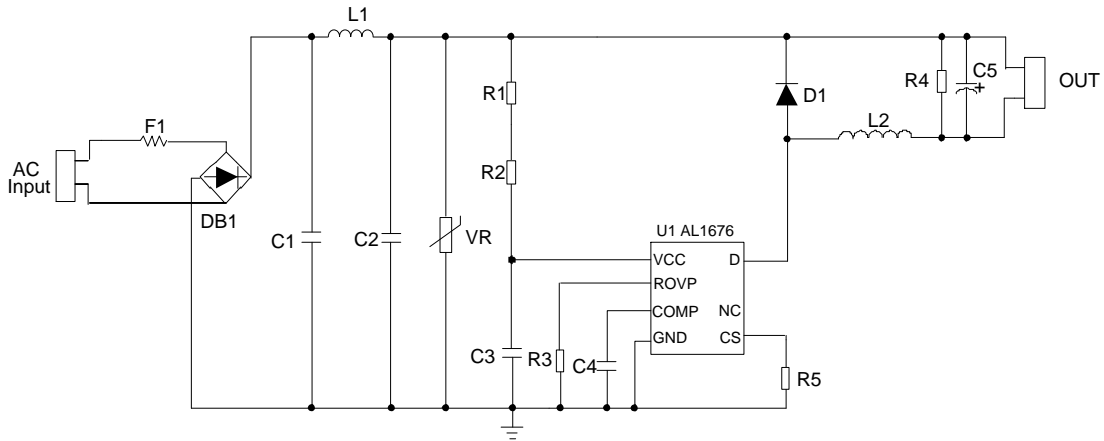 L1
F1
AC
Input
DB1
C1
C2
VR
R1
R2
C3
R3
C4
U1 AL1676
VCC
ROVP
COMP
GND
D
NC
CS
R5
D1
L2
R4
C5
+
OUT